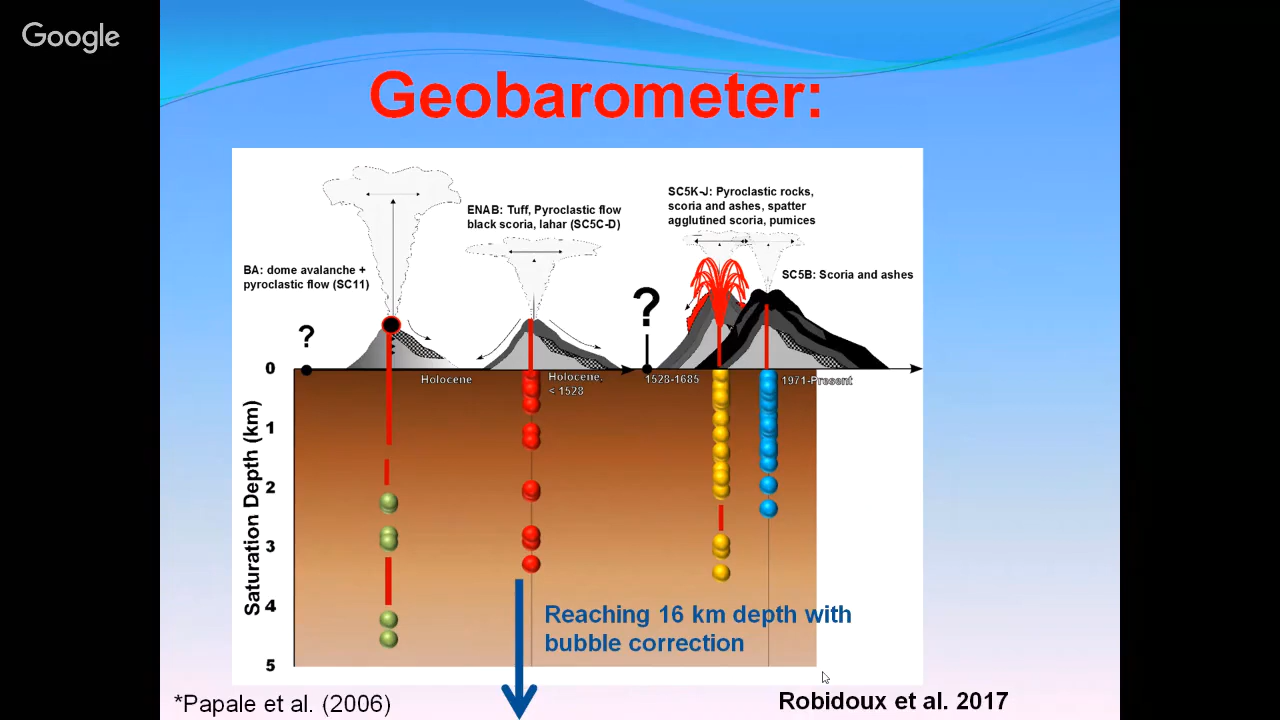 Google
Geobarometer:
SC5K-J: Pyroclastic rocks,
scoria and ashes, spatter
agglutined scoria, pumices
ENAB: Tuff, Pyroclastic flow
black scoria, lahar (SC5C-D)
BA: dome avalanche +
pyroclastic flow (SC11)
SC5B: Scoria and ashes
?
?
Holocene
Holocene,
< 1528
1528-1685
1971-Present
Saturation Depth (km)
0
1
2
3
4
5
Reaching 16 km depth with
bubble correction
*Papale et al. (2006)
Robidoux et al. 2017